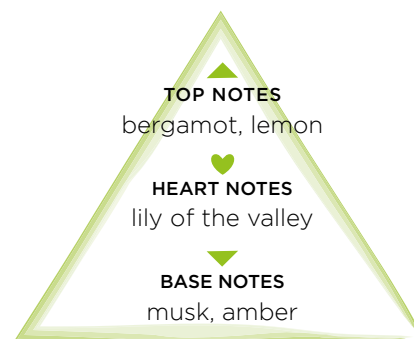 TOP NOTES
bergamot, lemon
HEART NOTES
lily of the valley
BASE NOTES
musk, amber